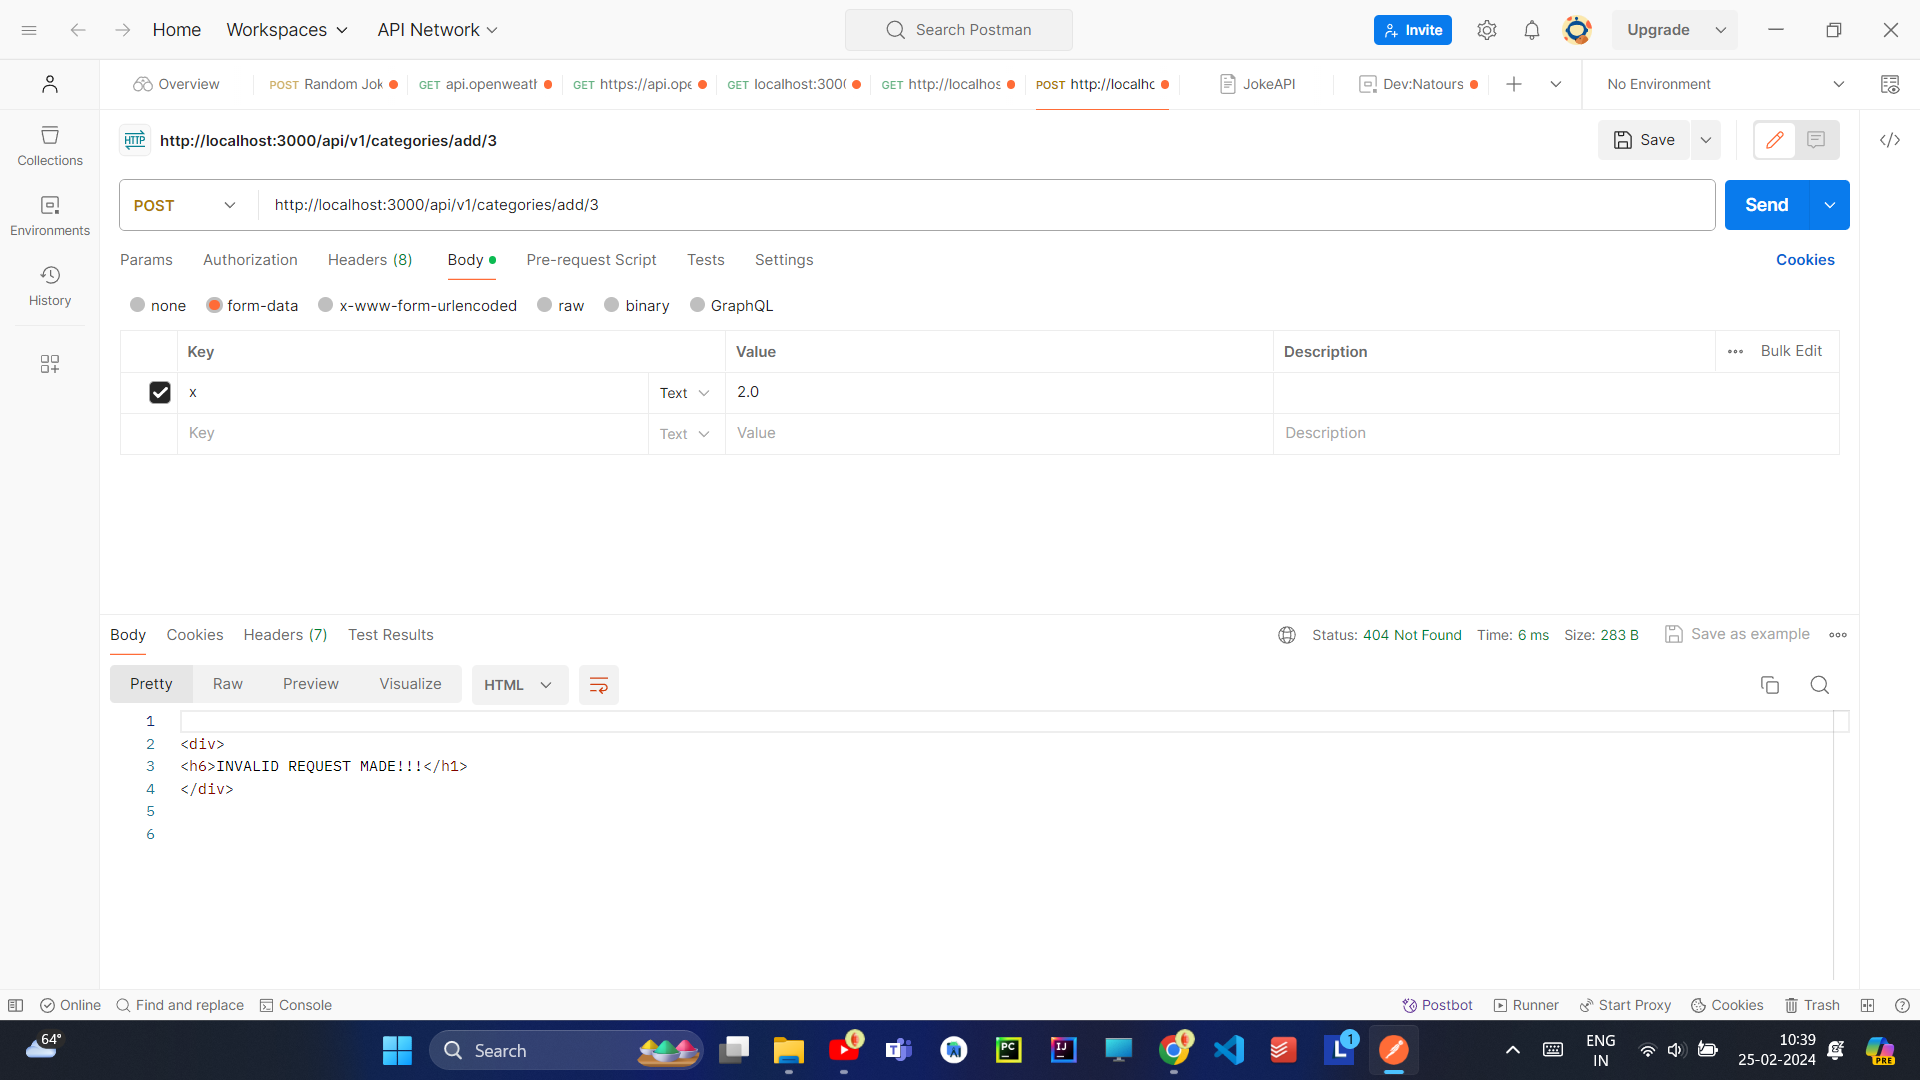 Home Workspaces API Network Search Postman Invite Upgrade
Overview POST Random Jok GET api.openweath GET https://api.ope GET localhost:300 GET http://localhos POST http://localho JokeAPI Dev:Natours No Environment
HTTP http://localhost:3000/api/v1/categories/add/3 Save
Collections
POST http://localhost:3000/api/v1/categories/add/3 Send
Environments
Params Authorization Headers (8) Body Pre-request Script Tests Settings Cookies
History
none form-data x-www-form-urlencoded raw binary GraphQL
Key Value Description Bulk Edit
x Text 2.0
Key Text Value Description
Body Cookies Headers (7) Test Results Status: 404 Not Found Time: 6 ms Size: 283 B Save as example
Pretty Raw Preview Visualize HTML
1
2 <div>
3 <h6>INVALID REQUEST MADE!!!</h1>
4 </div>
5
6
Online Find and replace Console Postbot Runner Start Proxy Cookies Trash
64° Search PC IJ L 1 ENG 10:39
IN 25-02-2024 PRE